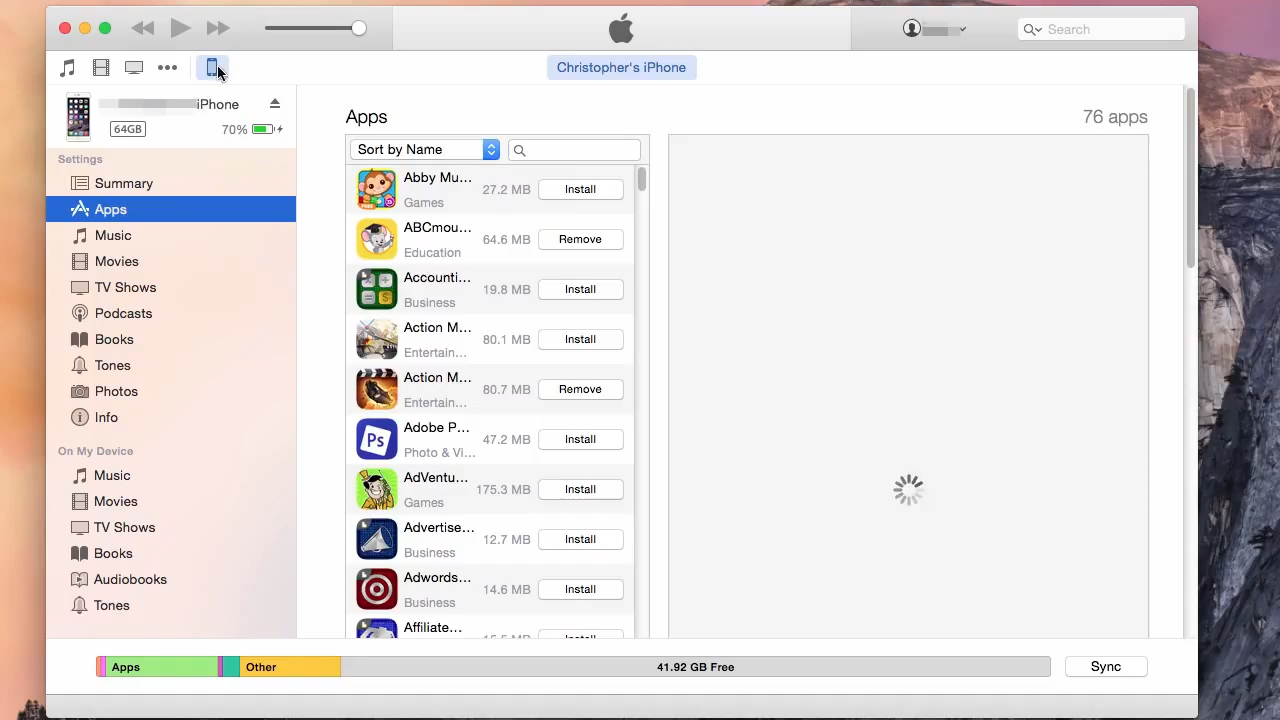 Search
Christopher's iPhone
iPhone
64GB
70%
Settings
Summary
Apps
Music
Movies
TV Shows
Podcasts
Books
Tones
Photos
Info
On My Device
Music
Movies
TV Shows
Books
Audiobooks
Tones
Apps
76 apps
Sort by Name
Abby Mu...
Games
27.2 MB
Install
ABCmou...
Education
64.6 MB
Remove
Accounti...
Business
19.8 MB
Install
Action M...
Entertain...
80.1 MB
Install
Action M...
Entertain...
80.7 MB
Remove
Ps
Adobe P...
Photo & Vi...
47.2 MB
Install
AdVentu...
Games
175.3 MB
Install
Advertise...
Business
12.7 MB
Install
Adwords...
Business
14.6 MB
Install
Affiliate...
Apps
Other
41.92 GB Free
Sync